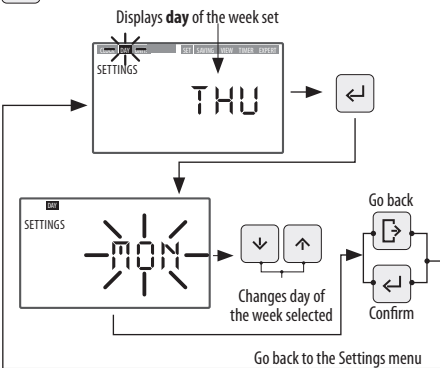 Displays day of the week set
DAY SET SAVING VIEW TIMER EXPERT
SETTINGS
THU
DAY
SETTINGS
MON
Changes day of
the week selected
Go back
Confirm
Go back to the Settings menu